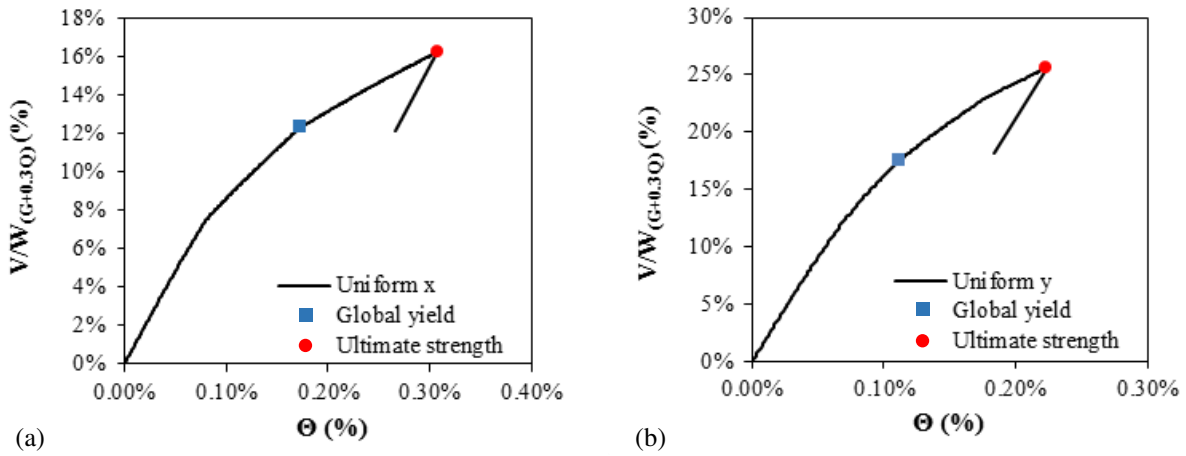 18%
16%
14%
12%
10%
8%
6%
4%
2%
0%
V/W(G+0.3Q) (%)
0.00% 0.10% 0.20% 0.30% 0.40%
Θ (%)
Uniform x
Global yield
Ultimate strength
(a)
30%
25%
20%
15%
10%
5%
0%
V/W(G+0.3Q) (%)
0.00% 0.10% 0.20% 0.30%
Θ (%)
Uniform y
Global yield
Ultimate strength
(b)